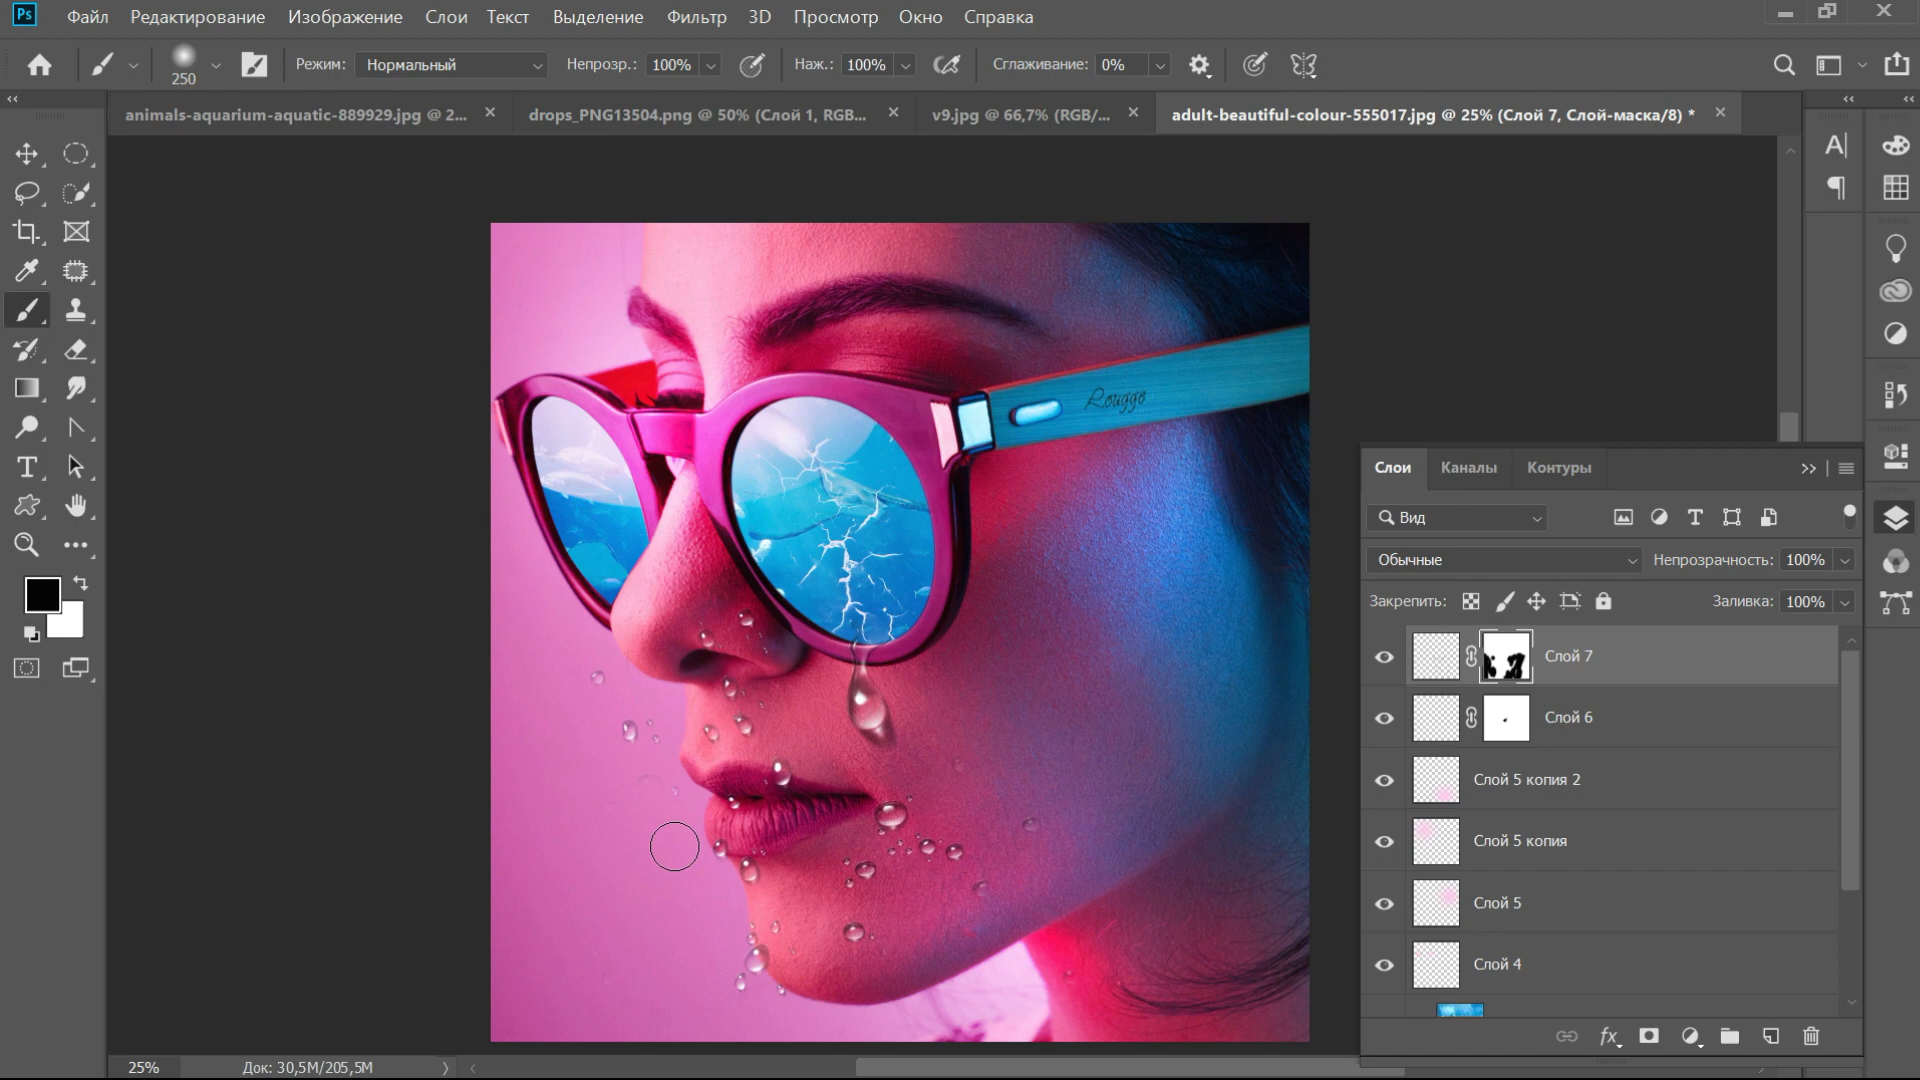 Ps Файл Редактирование Изображение Слои Текст Выделение Фильтр 3D Просмотр Окно Справка
250 Режим: Нормальный Непрозр.: 100% Наж.: 100% Сглаживание: 0%
animals-aquarium-aquatic-889929.jpg @ 2... drops_PNG13504.png @ 50% (Слой 1, RGB... v9.jpg @ 66,7% (RGB/... adult-beautiful-colour-555017.jpg @ 25% (Слой 7, Слой-маска/8) *
Rougge
Слои Каналы Контуры
Вид
Обычные Непрозрачность: 100%
Закрепить: Заливка: 100%
Слой 7
Слой 6
Слой 5 копия 2
Слой 5 копия
Слой 5
Слой 4
fx
25% Док: 30,5M/205,5M